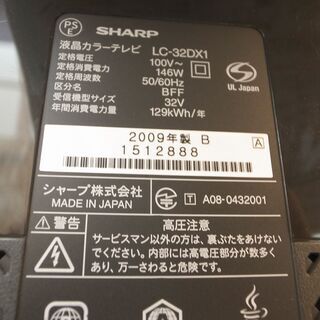 PS
E
SHARP
液晶カラーテレビ LC-32DX1
定格電圧 100V~
定格消費電力 146W
定格周波数 50/60Hz
区分名 BFF
受信機型サイズ 32V
年間消費電力量 129kWh/年
UL Japan
2009年製 B
A
1512888
シャープ株式会社
MADE IN JAPAN
T A08-0432001
警告 高圧注意
サービスマン以外の方は、裏ぶたをあけない
でください。内部には高電圧部分が数多く
あり、万一さわると危険です。